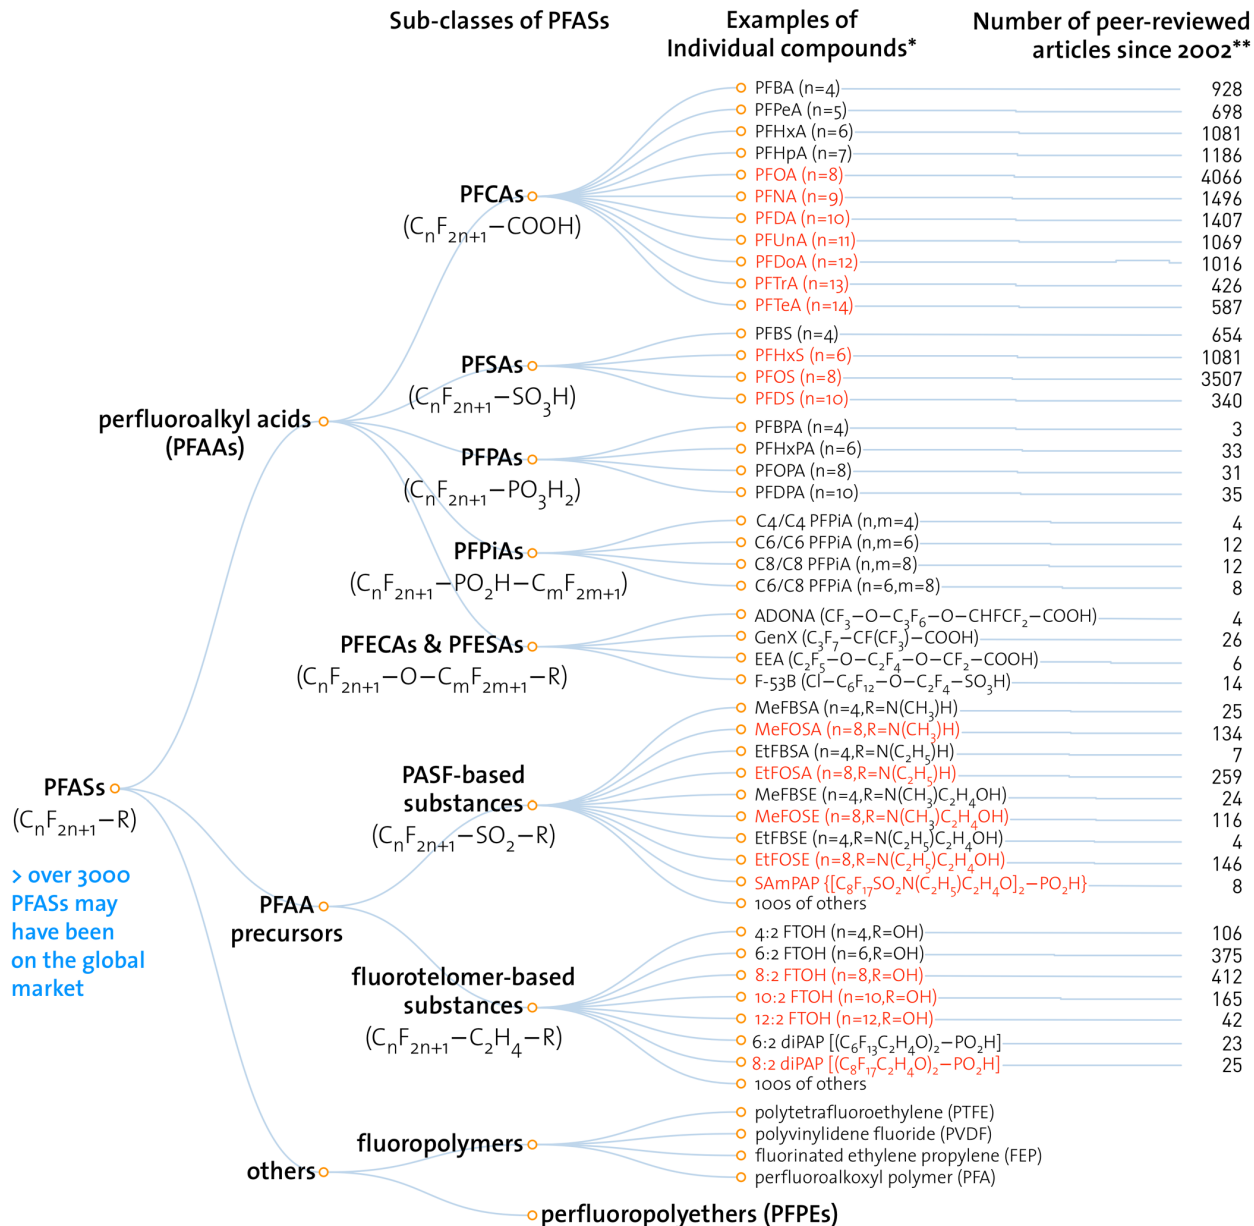 Sub-classes of PFASs
Examples of
Individual compounds*
Number of peer-reviewed
articles since 2002**
PFASs
(CₙF₂ₙ₊₁−R)
> over 3000
PFASs may
have been
on the global
market
perfluoroalkyl acids
(PFAAs)
PFCAs
(CₙF₂ₙ₊₁−COOH)
PFBA (n=4) 928
PFPeA (n=5) 698
PFHxA (n=6) 1081
PFHpA (n=7) 1186
PFOA (n=8) 4066
PFNA (n=9) 1496
PFDA (n=10) 1407
PFUnA (n=11) 1069
PFDoA (n=12) 1016
PFTrA (n=13) 426
PFTeA (n=14) 587
PFSAs
(CₙF₂ₙ₊₁−SO₃H)
PFBS (n=4) 654
PFHxS (n=6) 1081
PFOS (n=8) 3507
PFDS (n=10) 340
PFPAs
(CₙF₂ₙ₊₁−PO₃H₂)
PFBPA (n=4) 3
PFHxPA (n=6) 33
PFOPA (n=8) 31
PFDPA (n=10) 35
PFPiAs
(CₙF₂ₙ₊₁−PO₂H−CₘF₂ₘ₊₁)
C4/C4 PFPiA (n,m=4) 4
C6/C6 PFPiA (n,m=6) 12
C8/C8 PFPiA (n,m=8) 12
C6/C8 PFPiA (n=6,m=8) 8
PFECAs & PFESAs
(CₙF₂ₙ₊₁−O−CₘF₂ₘ₊₁−R)
ADONA (CF₃−O−C₃F₆−O−CHFCF₂−COOH) 4
GenX (C₃F₇−CF(CF₃)−COOH) 26
EEA (C₂F₅−O−C₂F₄−O−CF₂−COOH) 6
F-53B (Cl−C₆F₁₂−O−C₂F₄−SO₃H) 14
PFAA
precursors
PASF-based
substances
(CₙF₂ₙ₊₁−SO₂−R)
MeFBSA (n=4,R=N(CH₃)H) 25
MeFOSA (n=8,R=N(CH₃)H) 134
EtFBSA (n=4,R=N(C₂H₅)H) 7
EtFOSA (n=8,R=N(C₂H₅)H) 259
MeFBSE (n=4,R=N(CH₃)C₂H₄OH) 24
MeFOSE (n=8,R=N(CH₃)C₂H₄OH) 116
EtFBSE (n=4,R=N(C₂H₅)C₂H₄OH) 4
EtFOSE (n=8,R=N(C₂H₅)C₂H₄OH) 146
SAmPAP {[C₈F₁₇SO₂N(C₂H₅)C₂H₄O]₂−PO₂H} 8
100s of others
fluorotelomer-based
substances
(CₙF₂ₙ₊₁−C₂H₄−R)
4:2 FTOH (n=4,R=OH) 106
6:2 FTOH (n=6,R=OH) 375
8:2 FTOH (n=8,R=OH) 412
10:2 FTOH (n=10,R=OH) 165
12:2 FTOH (n=12,R=OH) 42
6:2 diPAP [(C₆F₁₃C₂H₄O)₂−PO₂H] 23
8:2 diPAP [(C₈F₁₇C₂H₄O)₂−PO₂H] 25
100s of others
others
fluoropolymers
polytetrafluoroethylene (PTFE)
polyvinylidene fluoride (PVDF)
fluorinated ethylene propylene (FEP)
perfluoroalkoxyl polymer (PFA)
perfluoropolyethers (PFPEs)